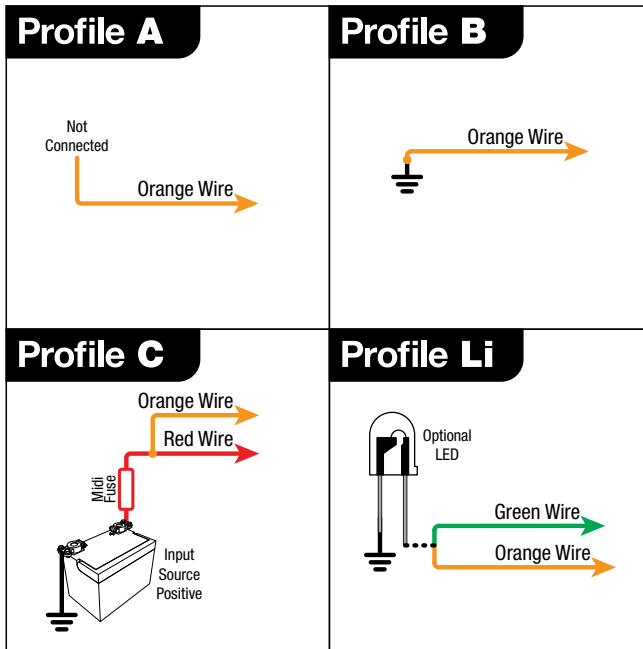 Profile A
Not
Connected
Orange Wire
Profile B
Orange Wire
Profile C
Orange Wire
Red Wire
Midi
Fuse
Input
Source
Positive
Profile Li
Optional
LED
Green Wire
Orange Wire